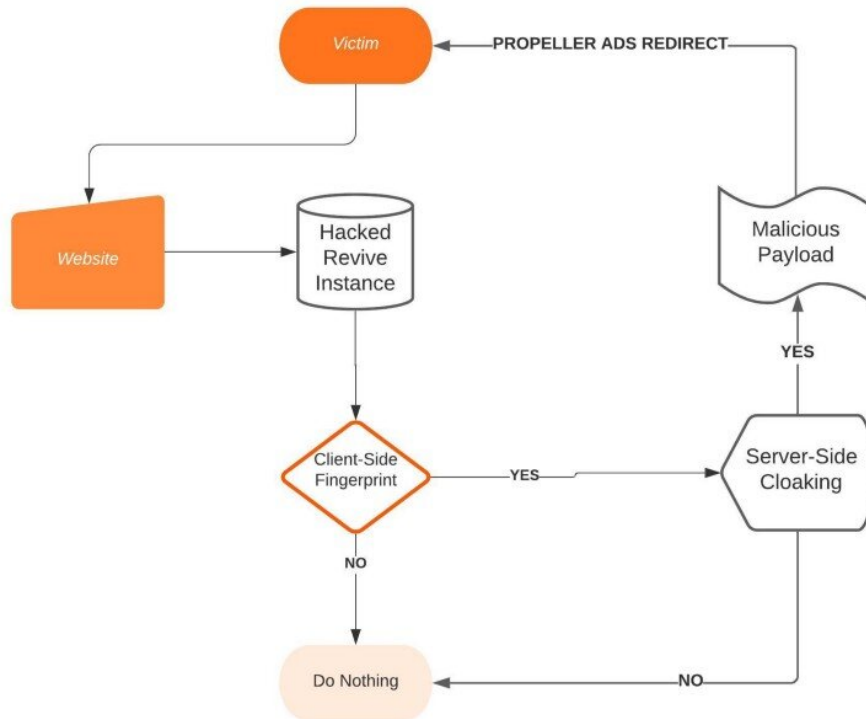 Victim
PROPELLER ADS REDIRECT
Website
Hacked
Revive
Instance
Malicious
Payload
YES
Client-Side
Fingerprint
YES
Server-Side
Cloaking
NO
Do Nothing
NO